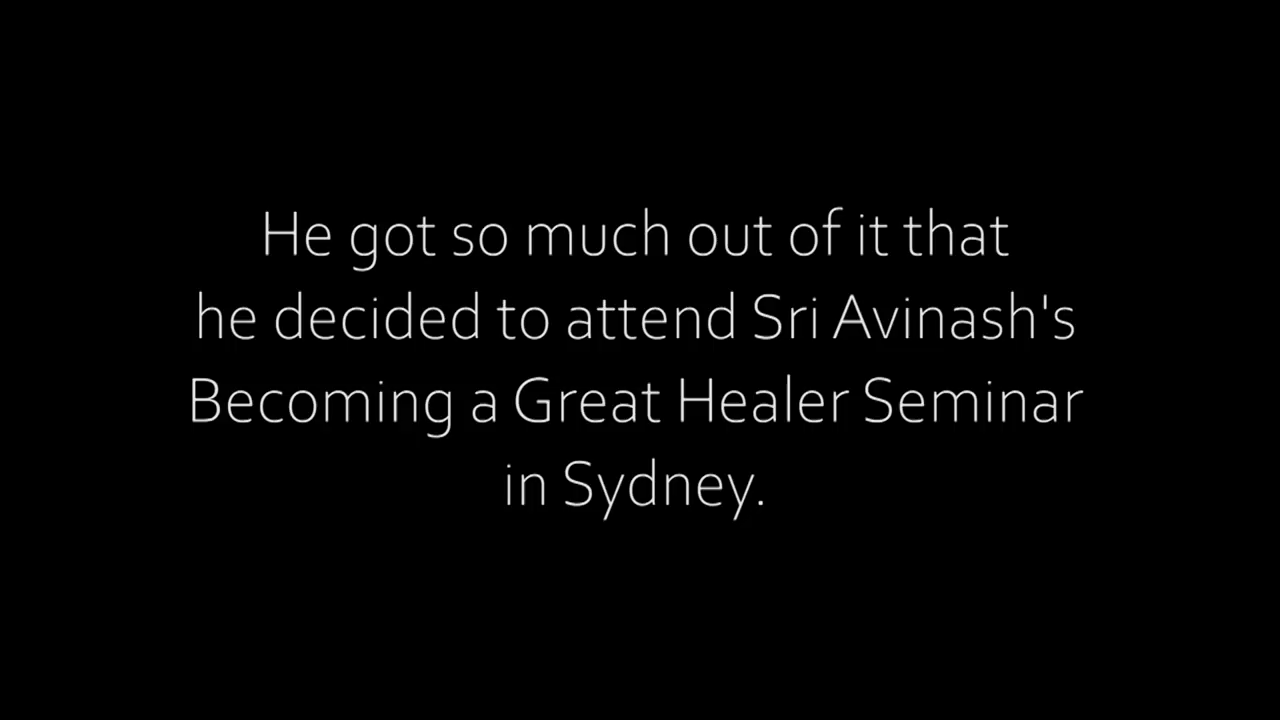 He got so much out of it that
he decided to attend Sri Avinash's
Becoming a Great Healer Seminar
in Sydney.